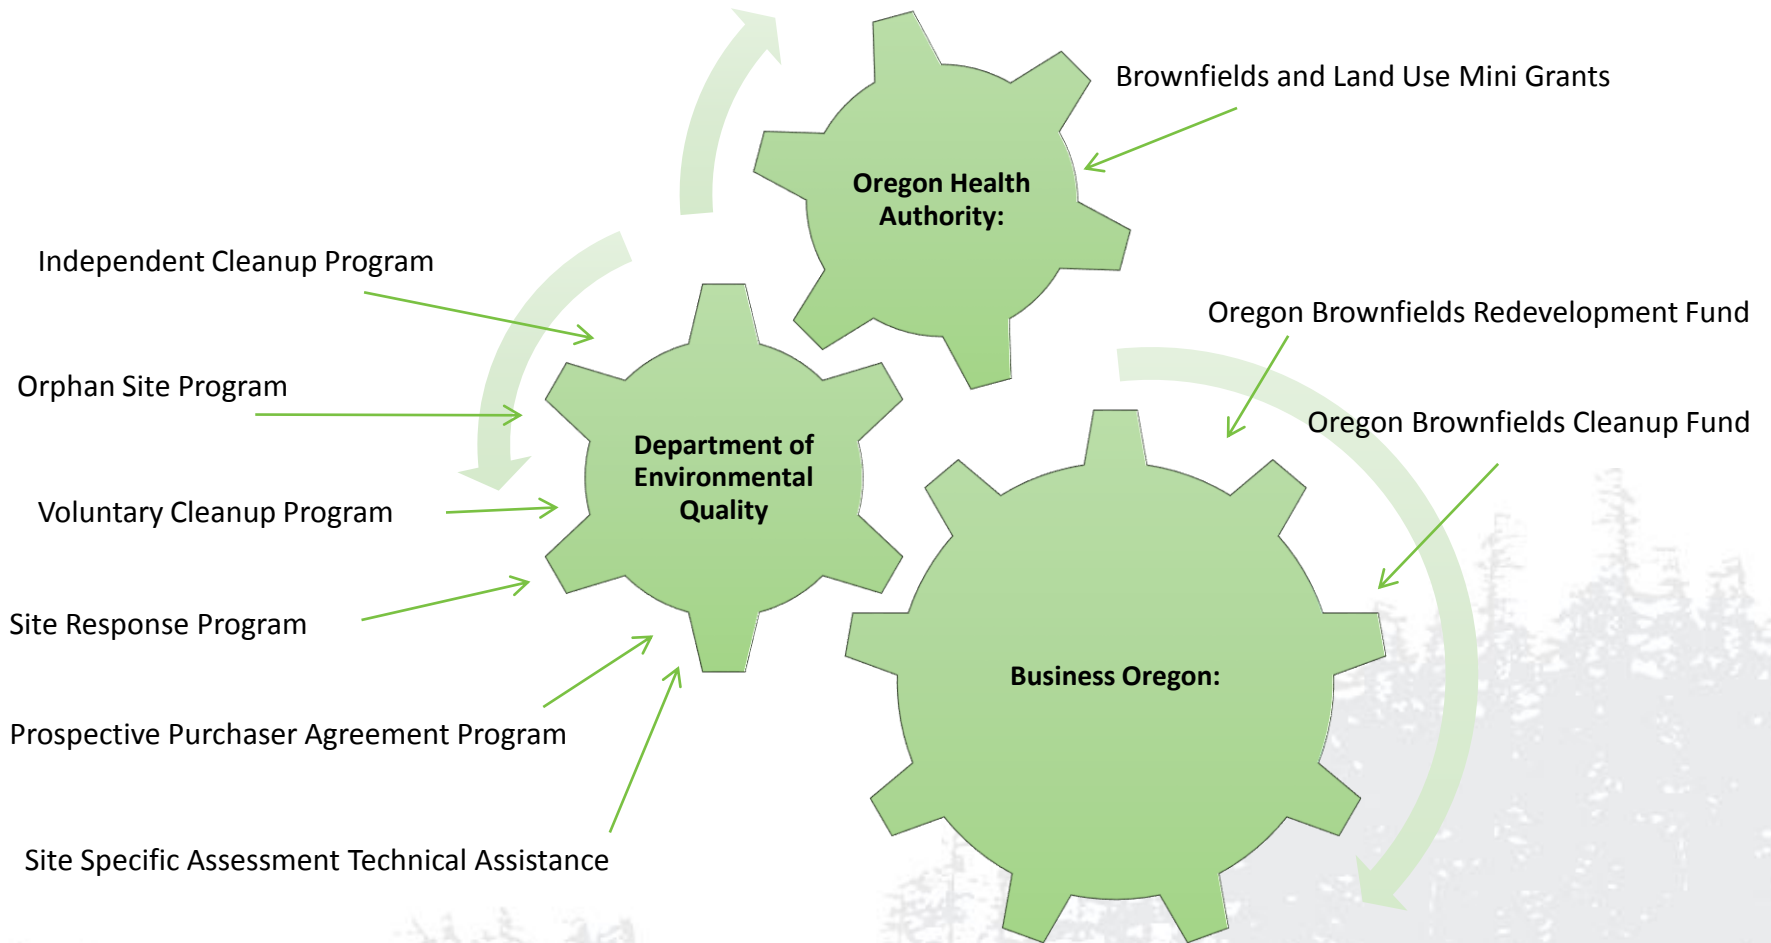 Brownfields and Land Use Mini Grants
Oregon Health
Authority:
Independent Cleanup Program
Oregon Brownfields Redevelopment Fund
Orphan Site Program
Oregon Brownfields Cleanup Fund
Department of
Environmental
Quality
Voluntary Cleanup Program
Site Response Program
Business Oregon:
Prospective Purchaser Agreement Program
Site Specific Assessment Technical Assistance